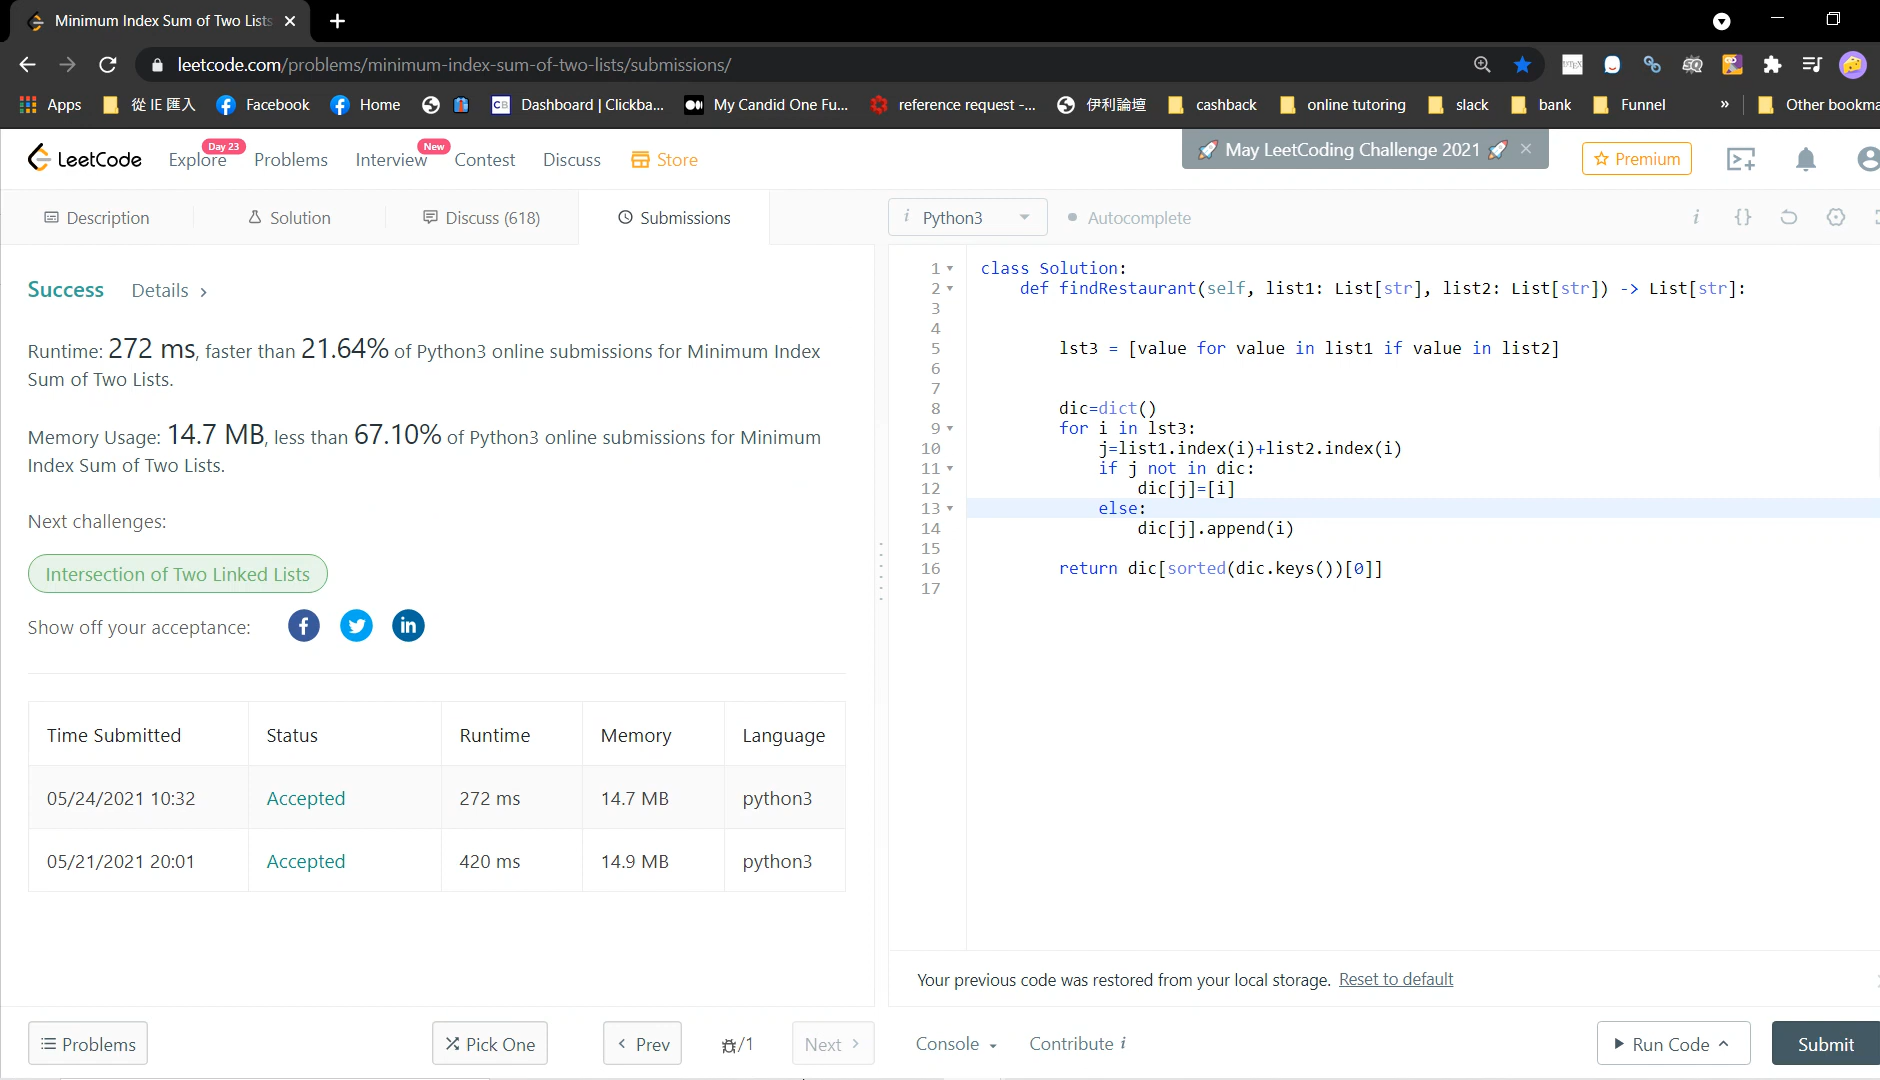 Minimum Index Sum of Two Lists
leetcode.com/problems/minimum-index-sum-of-two-lists/submissions/
Apps 從 IE 匯入 Facebook Home CB Dashboard | Clickba... My Candid One Fu... reference request -... 伊利論壇 cashback online tutoring slack bank Funnel » Other bookma
LeetCode Explore Day 23 Problems Interview New Contest Discuss Store May LeetCoding Challenge 2021 Premium
Description Solution Discuss (618) Submissions
i Python3 Autocomplete i {}
Success Details >
Runtime: 272 ms, faster than 21.64% of Python3 online submissions for Minimum Index
Sum of Two Lists.
Memory Usage: 14.7 MB, less than 67.10% of Python3 online submissions for Minimum
Index Sum of Two Lists.
Next challenges:
Intersection of Two Linked Lists
Show off your acceptance:
Time Submitted Status Runtime Memory Language
05/24/2021 10:32 Accepted 272 ms 14.7 MB python3
05/21/2021 20:01 Accepted 420 ms 14.9 MB python3
1 class Solution:
2 def findRestaurant(self, list1: List[str], list2: List[str]) -> List[str]:
3
4
5 lst3 = [value for value in list1 if value in list2]
6
7
8 dic=dict()
9 for i in lst3:
10 j=list1.index(i)+list2.index(i)
11 if j not in dic:
12 dic[j]=[i]
13 else:
14 dic[j].append(i)
15
16 return dic[sorted(dic.keys())[0]]
17
Your previous code was restored from your local storage. Reset to default
Problems Pick One < Prev /1 Next > Console Contribute i Run Code Submit